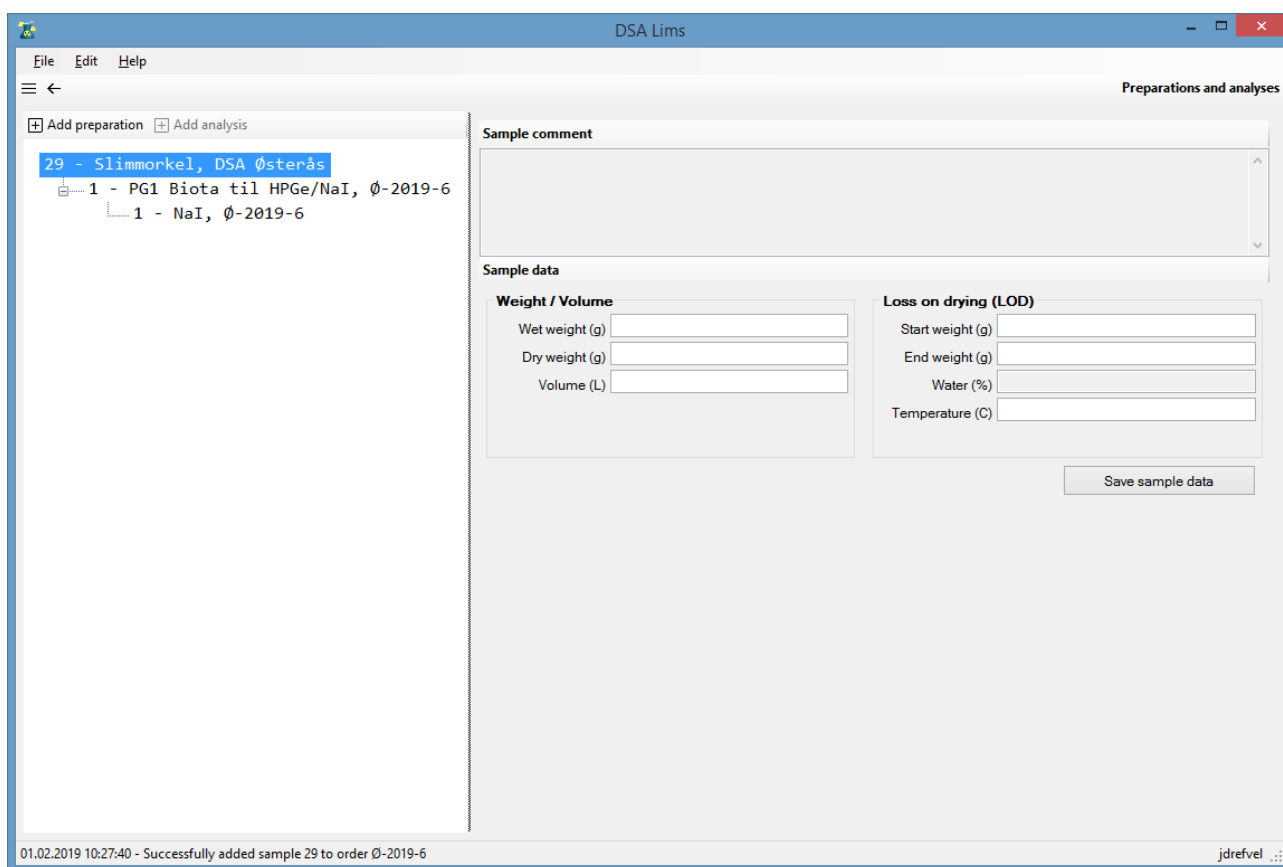 DSA Lims
File Edit Help
Preparations and analyses
Add preparation Add analysis
29 - Slimmorkel, DSA Østerås
1 - PG1 Biota til HPGe/NaI, Ø-2019-6
1 - NaI, Ø-2019-6
Sample comment
Sample data
Weight / Volume
Wet weight (g)
Dry weight (g)
Volume (L)
Loss on drying (LOD)
Start weight (g)
End weight (g)
Water (%)
Temperature (C)
Save sample data
01.02.2019 10:27:40 - Successfully added sample 29 to order Ø-2019-6
jdrefvel